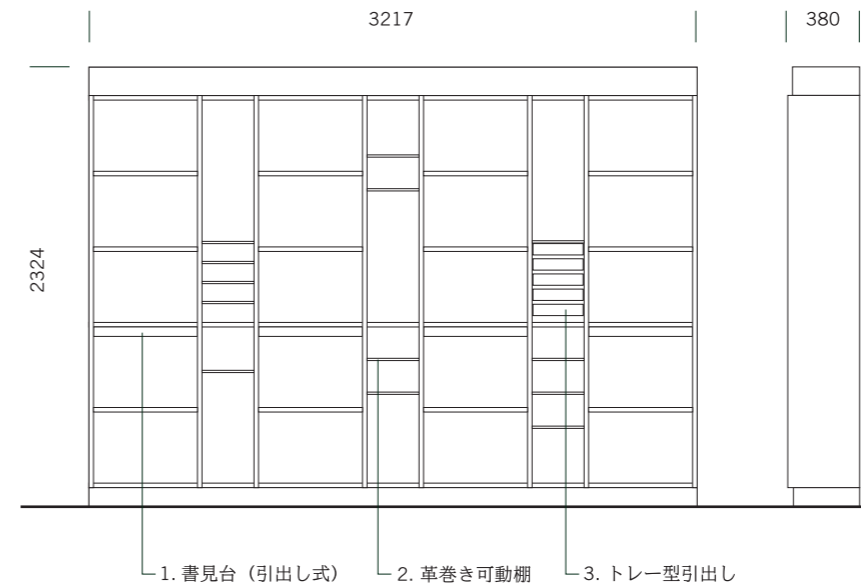 3217
380
2324
1. 書見台（引出し式）
2. 革巻き可動棚
3. トレー型引出し